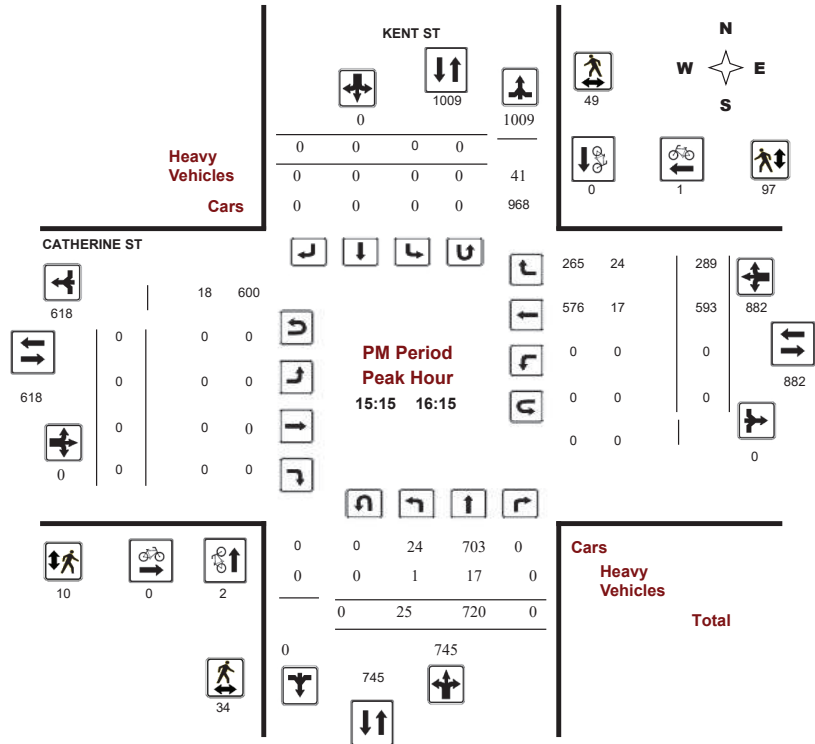 KENT ST
N
W E
S
1009
49
0 1009
0 0 0 0
Heavy
Vehicles
0 0 0 0 41
Cars
0 0 0 0 968
0 1 97
CATHERINE ST
618
18 600
265 24 289
576 17 593 882
0 0 0
0 0 0
0 0
0
882
0 0 0
0 0 0
0 0 0
0 0 0
618
0
PM Period
Peak Hour
15:15 16:15
0 0 24 703 0
0 0 1 17 0
0 25 720 0
Cars
Heavy
Vehicles
Total
10 0 2
0 745
745
34